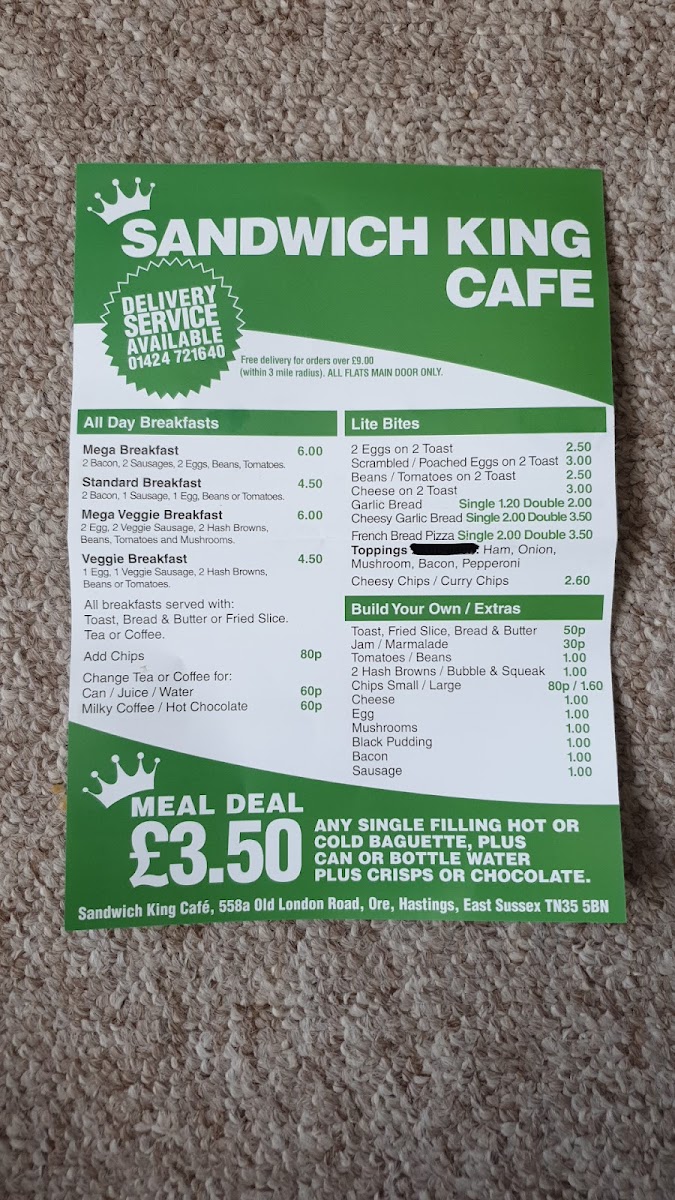 SANDWICH KING
CAFE
DELIVERY
SERVICE
AVAILABLE
01424 721640
Free delivery for orders over £9.00
(within 3 mile radius). ALL FLATS MAIN DOOR ONLY.
All Day Breakfasts
Mega Breakfast 6.00
2 Bacon, 2 Sausages, 2 Eggs, Beans, Tomatoes.
Standard Breakfast 4.50
2 Bacon, 1 Sausage, 1 Egg, Beans or Tomatoes.
Mega Veggie Breakfast 6.00
2 Egg, 2 Veggie Sausage, 2 Hash Browns,
Beans, Tomatoes and Mushrooms.
Veggie Breakfast 4.50
1 Egg, 1 Veggie Sausage, 2 Hash Browns,
Beans or Tomatoes.
All breakfasts served with:
Toast, Bread & Butter or Fried Slice.
Tea or Coffee.
Add Chips 80p
Change Tea or Coffee for:
Can / Juice / Water 60p
Milky Coffee / Hot Chocolate 60p
Lite Bites
2 Eggs on 2 Toast 2.50
Scrambled / Poached Eggs on 2 Toast 3.00
Beans / Tomatoes on 2 Toast 2.50
Cheese on 2 Toast 3.00
Garlic Bread Single 1.20 Double 2.00
Cheesy Garlic Bread Single 2.00 Double 3.50
French Bread Pizza Single 2.00 Double 3.50
Toppings : Ham, Onion,
Mushroom, Bacon, Pepperoni
Cheesy Chips / Curry Chips 2.60
Build Your Own / Extras
Toast, Fried Slice, Bread & Butter 50p
Jam / Marmalade 30p
Tomatoes / Beans 1.00
2 Hash Browns / Bubble & Squeak 1.00
Chips Small / Large 80p / 1.60
Cheese 1.00
Egg 1.00
Mushrooms 1.00
Black Pudding 1.00
Bacon 1.00
Sausage 1.00
MEAL DEAL
£3.50
ANY SINGLE FILLING HOT OR
COLD BAGUETTE, PLUS
CAN OR BOTTLE WATER
PLUS CRISPS OR CHOCOLATE.
Sandwich King Café, 558a Old London Road, Ore, Hastings, East Sussex TN35 5BN